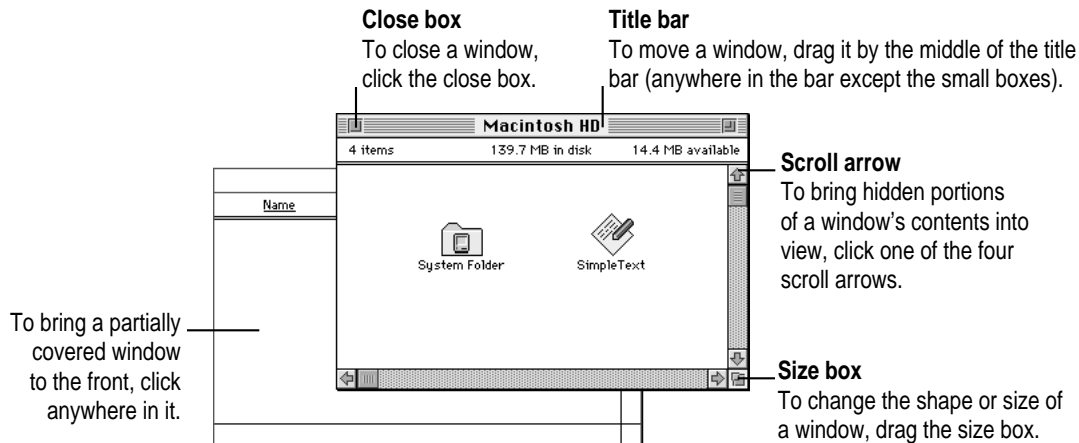 Close box
To close a window,
click the close box.
Title bar
To move a window, drag it by the middle of the title
bar (anywhere in the bar except the small boxes).
Macintosh HD
4 items 139.7 MB in disk 14.4 MB available
Name
System Folder SimpleText
Scroll arrow
To bring hidden portions
of a window’s contents into
view, click one of the four
scroll arrows.
To bring a partially
covered window
to the front, click
anywhere in it.
Size box
To change the shape or size of
a window, drag the size box.